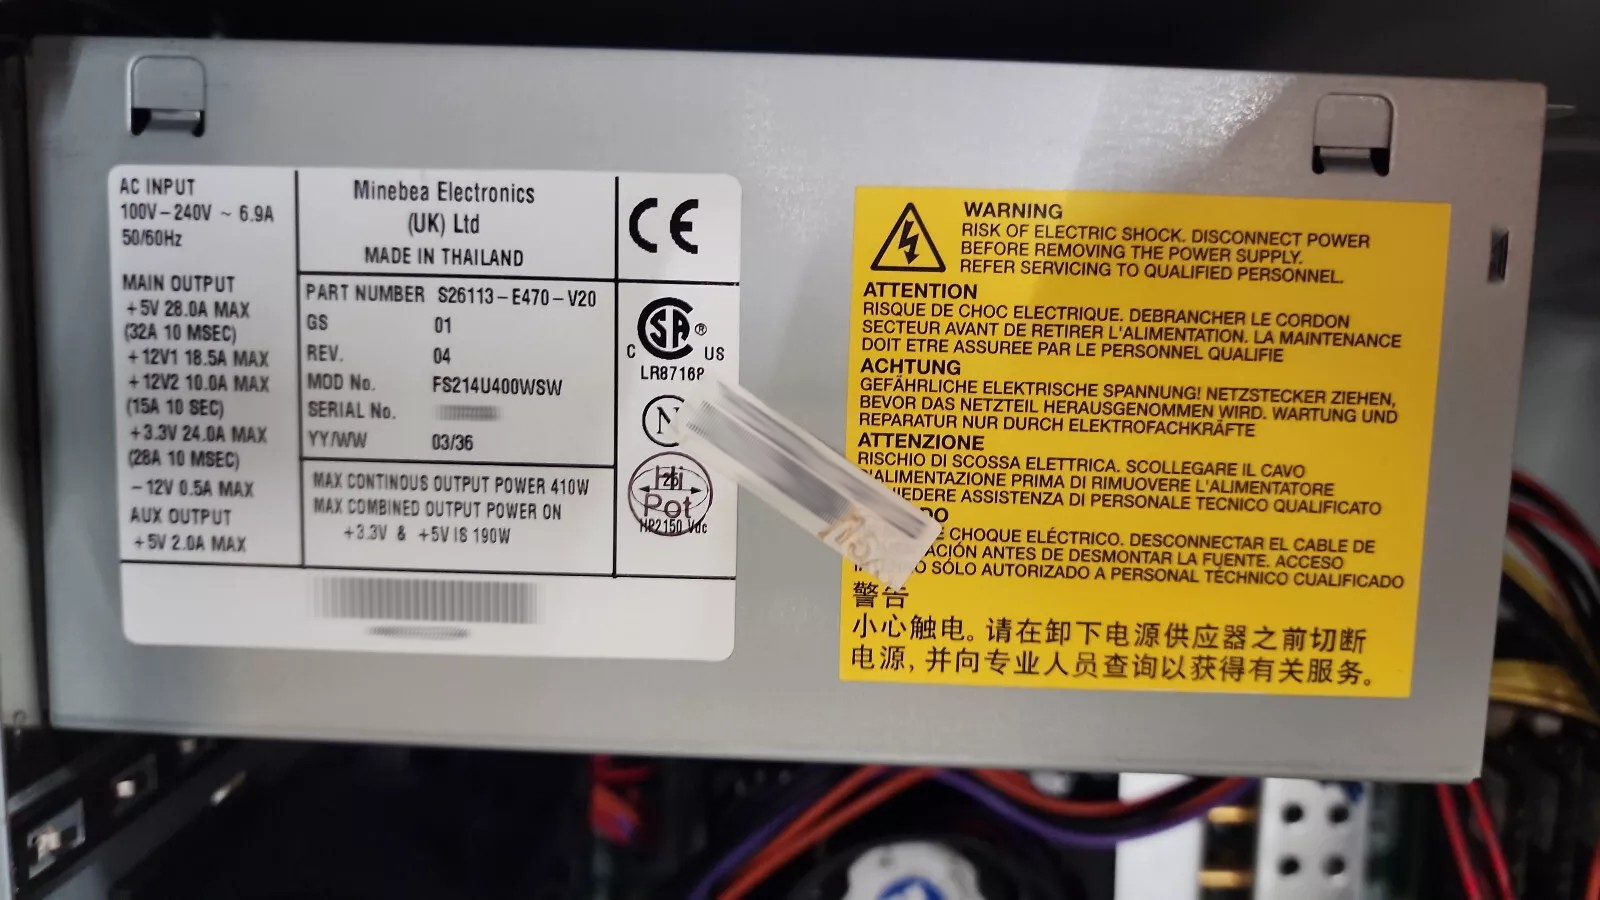 AC INPUT
100V-240V ~ 6.9A
50/60Hz
MAIN OUTPUT
+5V 28.0A MAX
(32A 10 MSEC)
+12V1 18.5A MAX
+12V2 10.0A MAX
(15A 10 SEC)
+3.3V 24.0A MAX
(28A 10 MSEC)
-12V 0.5A MAX
AUX OUTPUT
+5V 2.0A MAX
Minebea Electronics
(UK) Ltd
MADE IN THAILAND
PART NUMBER S26113-E470-V20
GS 01
REV. 04
MOD No. FS214U400WSW
SERIAL No.
YY/WW 03/36
MAX CONTINOUS OUTPUT POWER 410W
MAX COMBINED OUTPUT POWER ON
+3.3V & +5V IS 190W
CE
SA ®
C US
N
Hi
Pot
HP2150 Vdc
WARNING
RISK OF ELECTRIC SHOCK. DISCONNECT POWER
BEFORE REMOVING THE POWER SUPPLY.
REFER SERVICING TO QUALIFIED PERSONNEL.
ATTENTION
RISQUE DE CHOC ELECTRIQUE. DEBRANCHER LE CORDON
SECTEUR AVANT DE RETIRER L'ALIMENTATION. LA MAINTENANCE
DOIT ETRE ASSUREE PAR LE PERSONNEL QUALIFIE
ACHTUNG
GEFÄHRLICHE ELEKTRISCHE SPANNUNG! NETZSTECKER ZIEHEN,
BEVOR DAS NETZTEIL HERAUSGENOMMEN WIRD. WARTUNG UND
REPARATUR NUR DURCH ELEKTROFACHKRÄFTE
ATTENZIONE
RISCHIO DI SCOSSA ELETTRICA. SCOLLEGARE IL CAVO
ALIMENTAZIONE PRIMA DI RIMUOVERE L'ALIMENTATORE
ASSISTENZA DI PERSONALE TECNICO QUALIFICATO
CHOQUE ELÉCTRICO. DESCONECTAR EL CABLE DE
ANTES DE DESMONTAR LA FUENTE. ACCESO
SÓLO AUTORIZADO A PERSONAL TÉCNICO CUALIFICADO
警告
小心触电。请在卸下电源供应器之前切断
电源, 并向专业人员查询以获得有关服务。